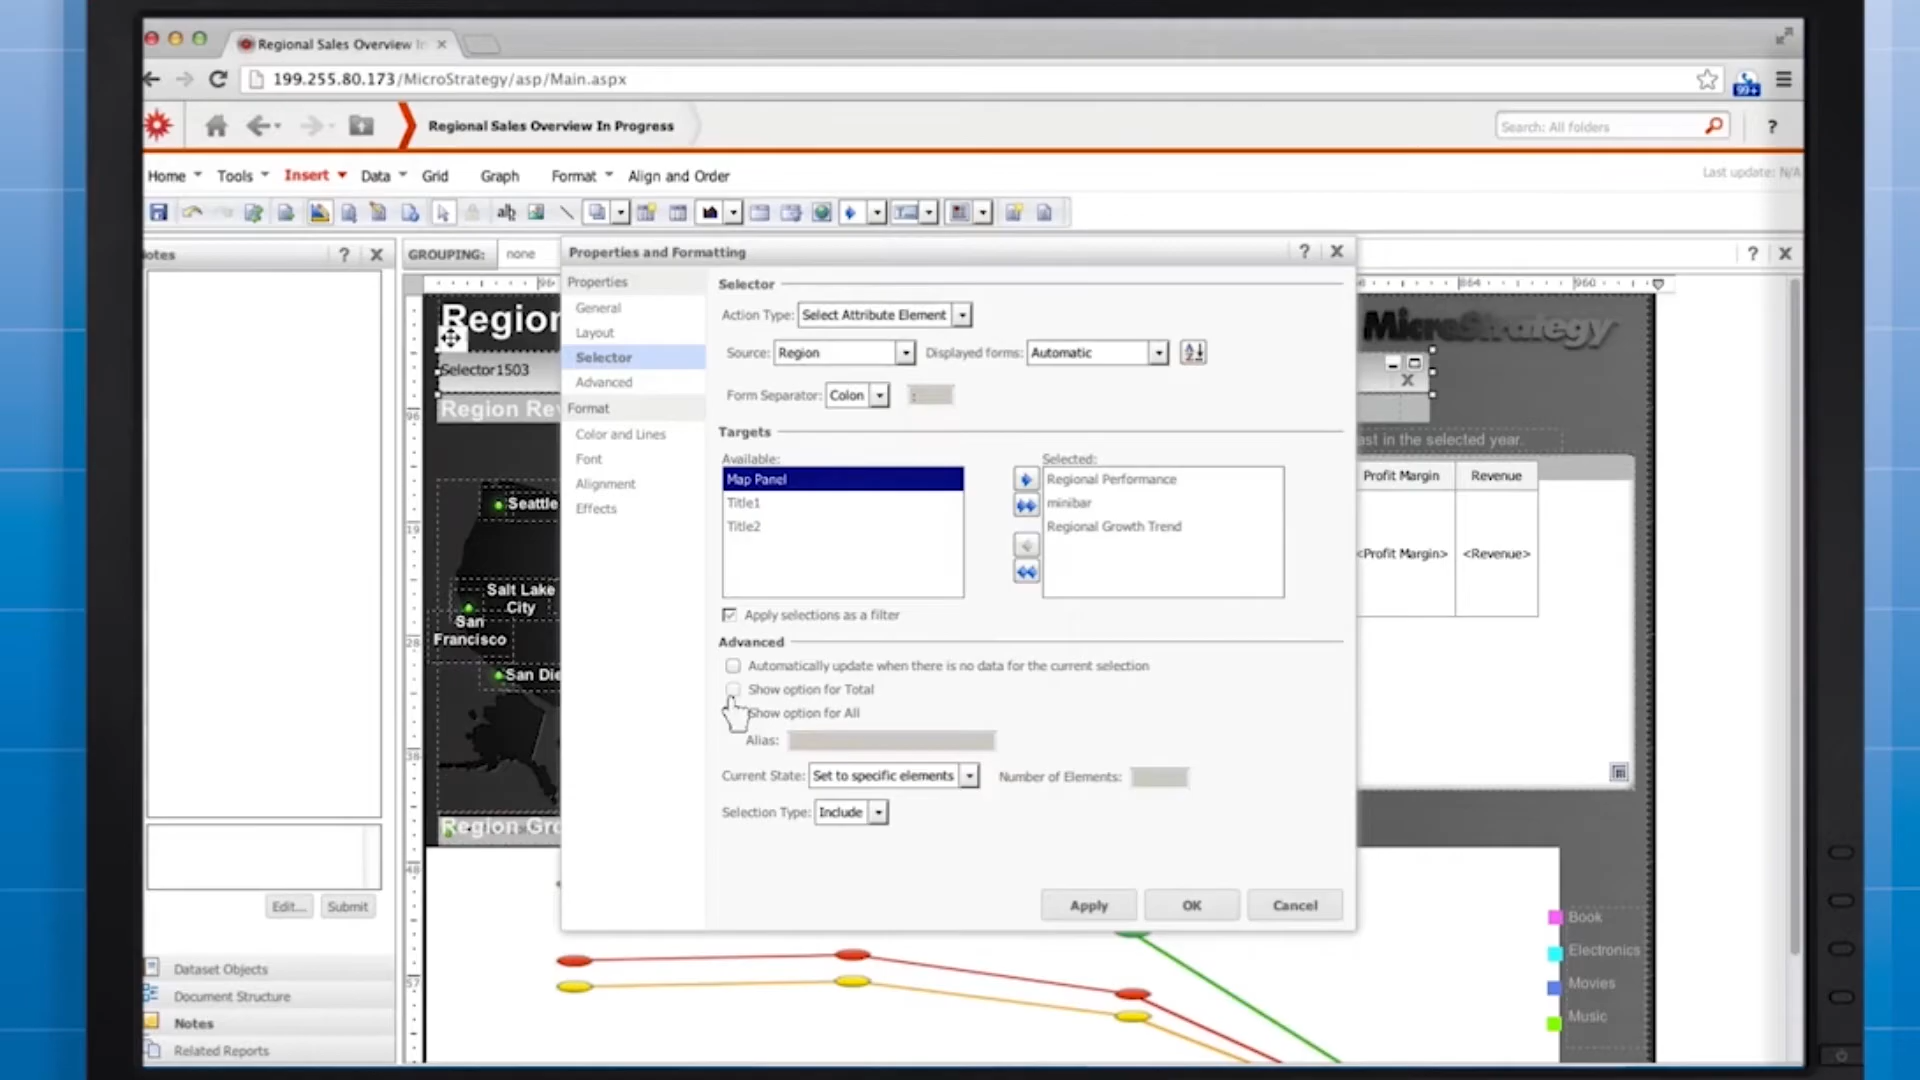 Regional Sales Overview In
199.255.80.173/MicroStrategy/asp/Main.aspx
99+
Regional Sales Overview In Progress
Search: All folders
?
Home Tools Insert Data Grid Graph Format Align and Order
Last update: N/A
otes ? X
GROUPING: none
Properties and Formatting ? X
? X
Properties
General
Layout
Selector
Advanced
Format
Color and Lines
Font
Alignment
Effects
Selector
Action Type: Select Attribute Element
Source: Region Displayed forms: Automatic
Form Separator: Colon :
Targets
Available: Selected:
Map Panel
Title1
Title2
Regional Performance
minibar
Regional Growth Trend
Apply selections as a filter
Advanced
Automatically update when there is no data for the current selection
Show option for Total
Show option for All
Alias:
Current State: Set to specific elements Number of Elements:
Selection Type: Include
Apply OK Cancel
864 960
Region
MicroStrategy
Selector1503
Region Rev
ast in the selected year.
Profit Margin Revenue
<Profit Margin> <Revenue>
Seattle
Salt Lake
City
San
Francisco
San Die
Region Gro
Edit... Submit
Dataset Objects
Document Structure
Notes
Related Reports
Book
Electronics
Movies
Music